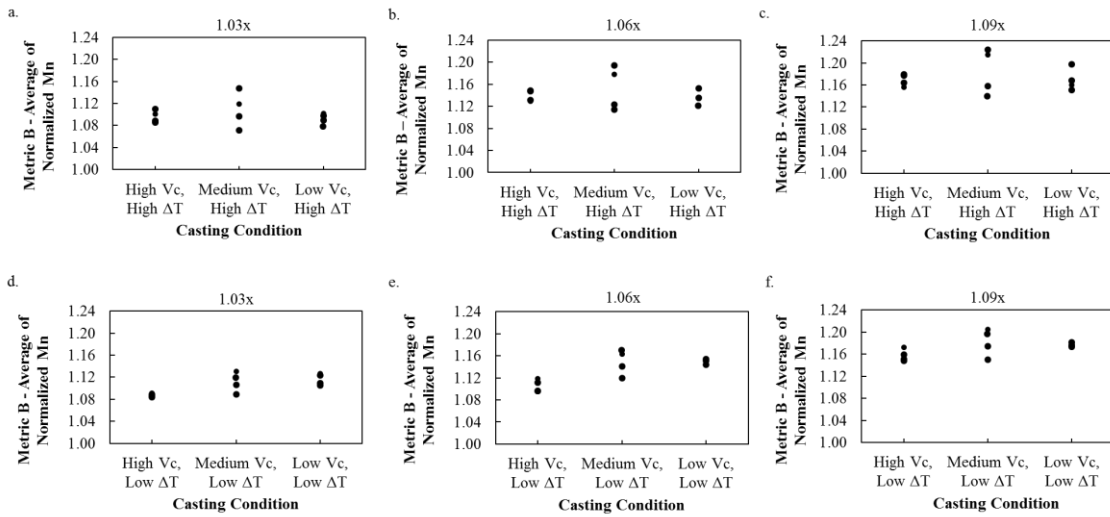 a.
1.03x
Metric B - Average of
Normalized Mn
1.24
1.20
1.16
1.12
1.08
1.04
1.00
High Vc,
High ΔT
Medium Vc,
High ΔT
Low Vc,
High ΔT
Casting Condition
b.
1.06x
Metric B – Average of
Normalized Mn
1.24
1.20
1.16
1.12
1.08
1.04
1.00
High Vc,
High ΔT
Medium Vc,
High ΔT
Low Vc,
High ΔT
Casting Condition
c.
1.09x
Metric B - Average of
Normalized Mn
1.24
1.20
1.16
1.12
1.08
1.04
1.00
High Vc,
High ΔT
Medium Vc,
High ΔT
Low Vc,
High ΔT
Casting Condition
d.
1.03x
Metric B - Average of
Normalized Mn
1.24
1.20
1.16
1.12
1.08
1.04
1.00
High Vc,
Low ΔT
Medium Vc,
Low ΔT
Low Vc,
Low ΔT
Casting Condition
e.
1.06x
Metric B - Average of
Normalized Mn
1.24
1.20
1.16
1.12
1.08
1.04
1.00
High Vc,
Low ΔT
Medium Vc,
Low ΔT
Low Vc,
Low ΔT
Casting Condition
f.
1.09x
Metric B - Average of
Normalized Mn
1.24
1.20
1.16
1.12
1.08
1.04
1.00
High Vc,
Low ΔT
Medium Vc,
Low ΔT
Low Vc,
Low ΔT
Casting Condition